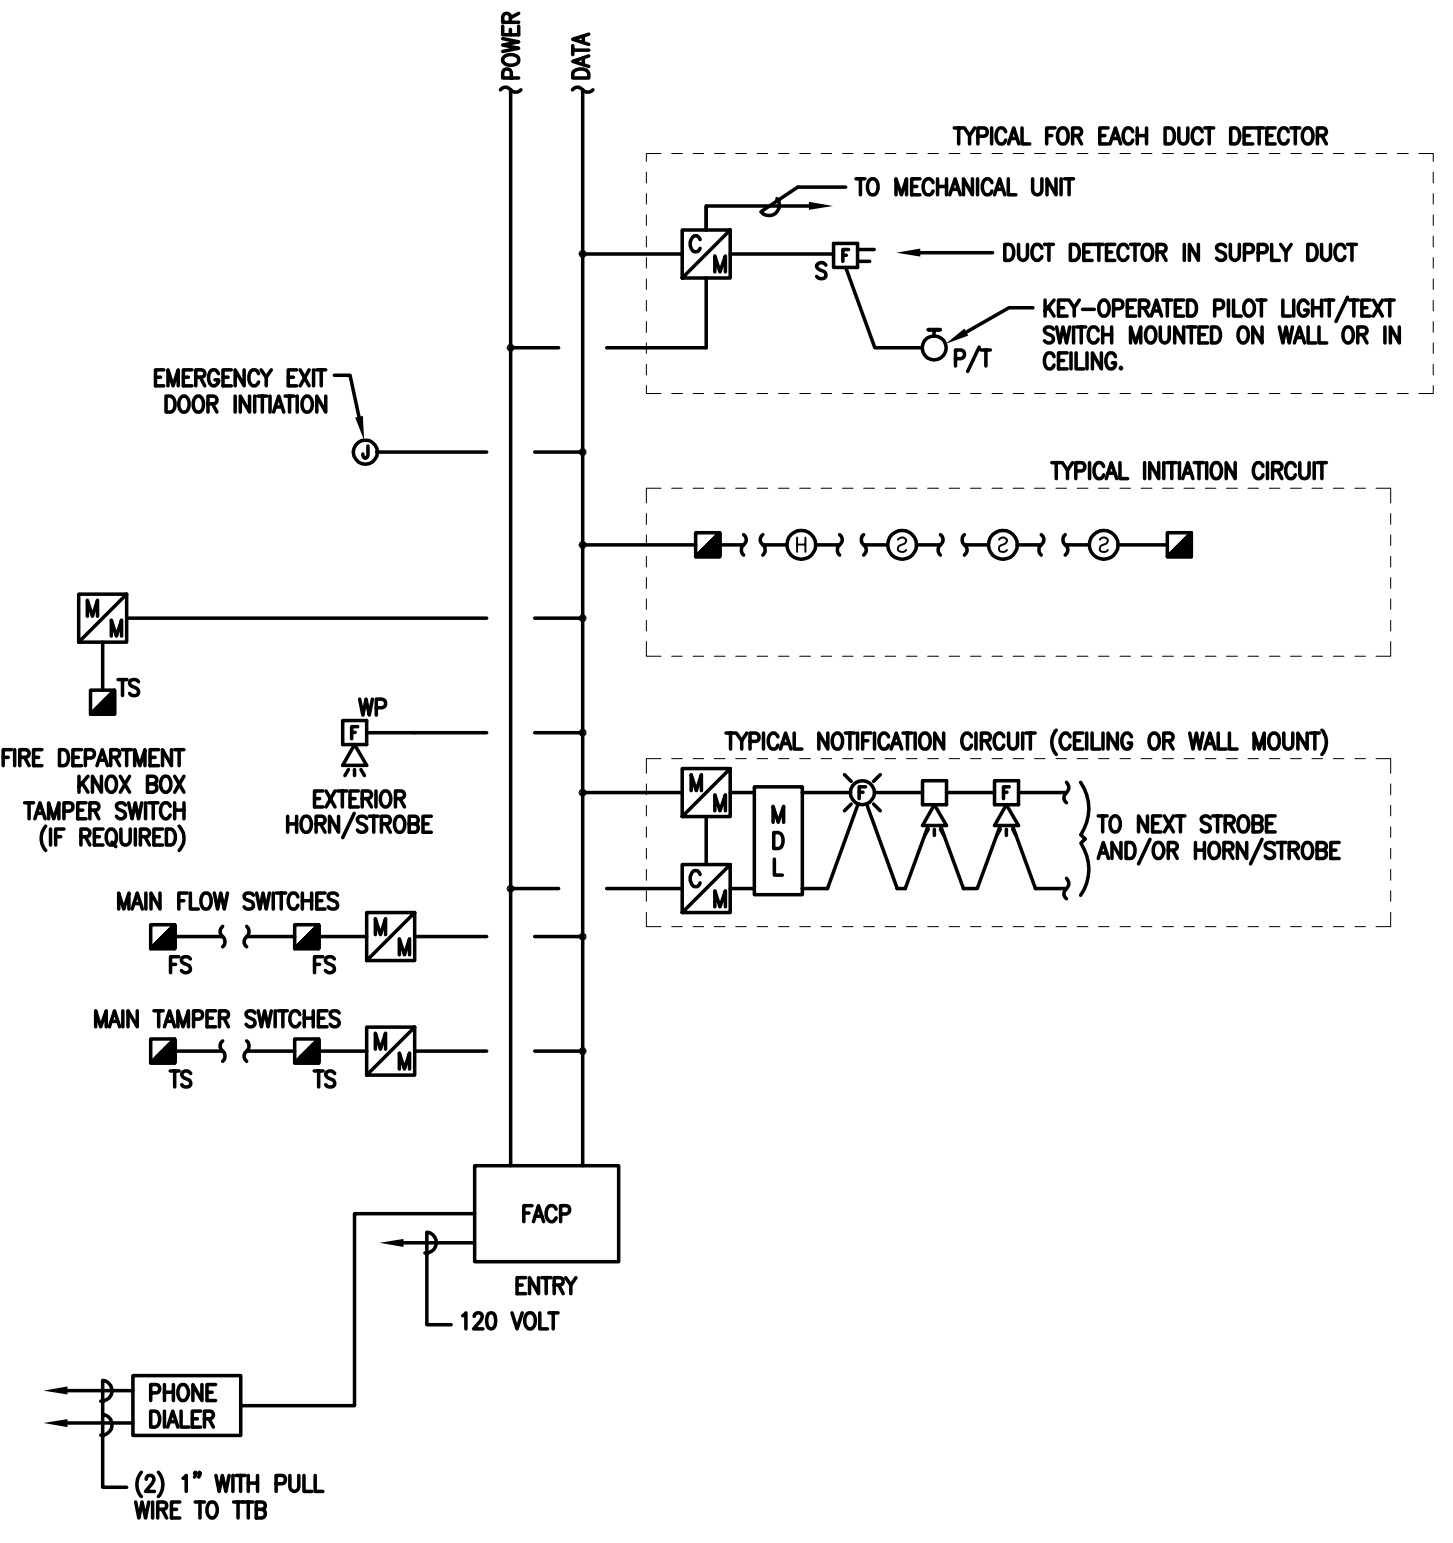 POWER
DATA
TYPICAL FOR EACH DUCT DETECTOR
TO MECHANICAL UNIT
C
M
F
S
DUCT DETECTOR IN SUPPLY DUCT
KEY-OPERATED PILOT LIGHT/TEXT
SWITCH MOUNTED ON WALL OR IN
CEILING.
P/T
EMERGENCY EXIT
DOOR INITIATION
J
TYPICAL INITIATION CIRCUIT
H
S
S
S
M
M
TS
FIRE DEPARTMENT
KNOX BOX
TAMPER SWITCH
(IF REQUIRED)
WP
F
EXTERIOR
HORN/STROBE
TYPICAL NOTIFICATION CIRCUIT (CEILING OR WALL MOUNT)
M
M
C
M
M
D
L
F
F
TO NEXT STROBE
AND/OR HORN/STROBE
MAIN FLOW SWITCHES
FS
FS
M
M
MAIN TAMPER SWITCHES
TS
TS
M
M
FACP
ENTRY
120 VOLT
PHONE
DIALER
(2) 1" WITH PULL
WIRE TO TTB